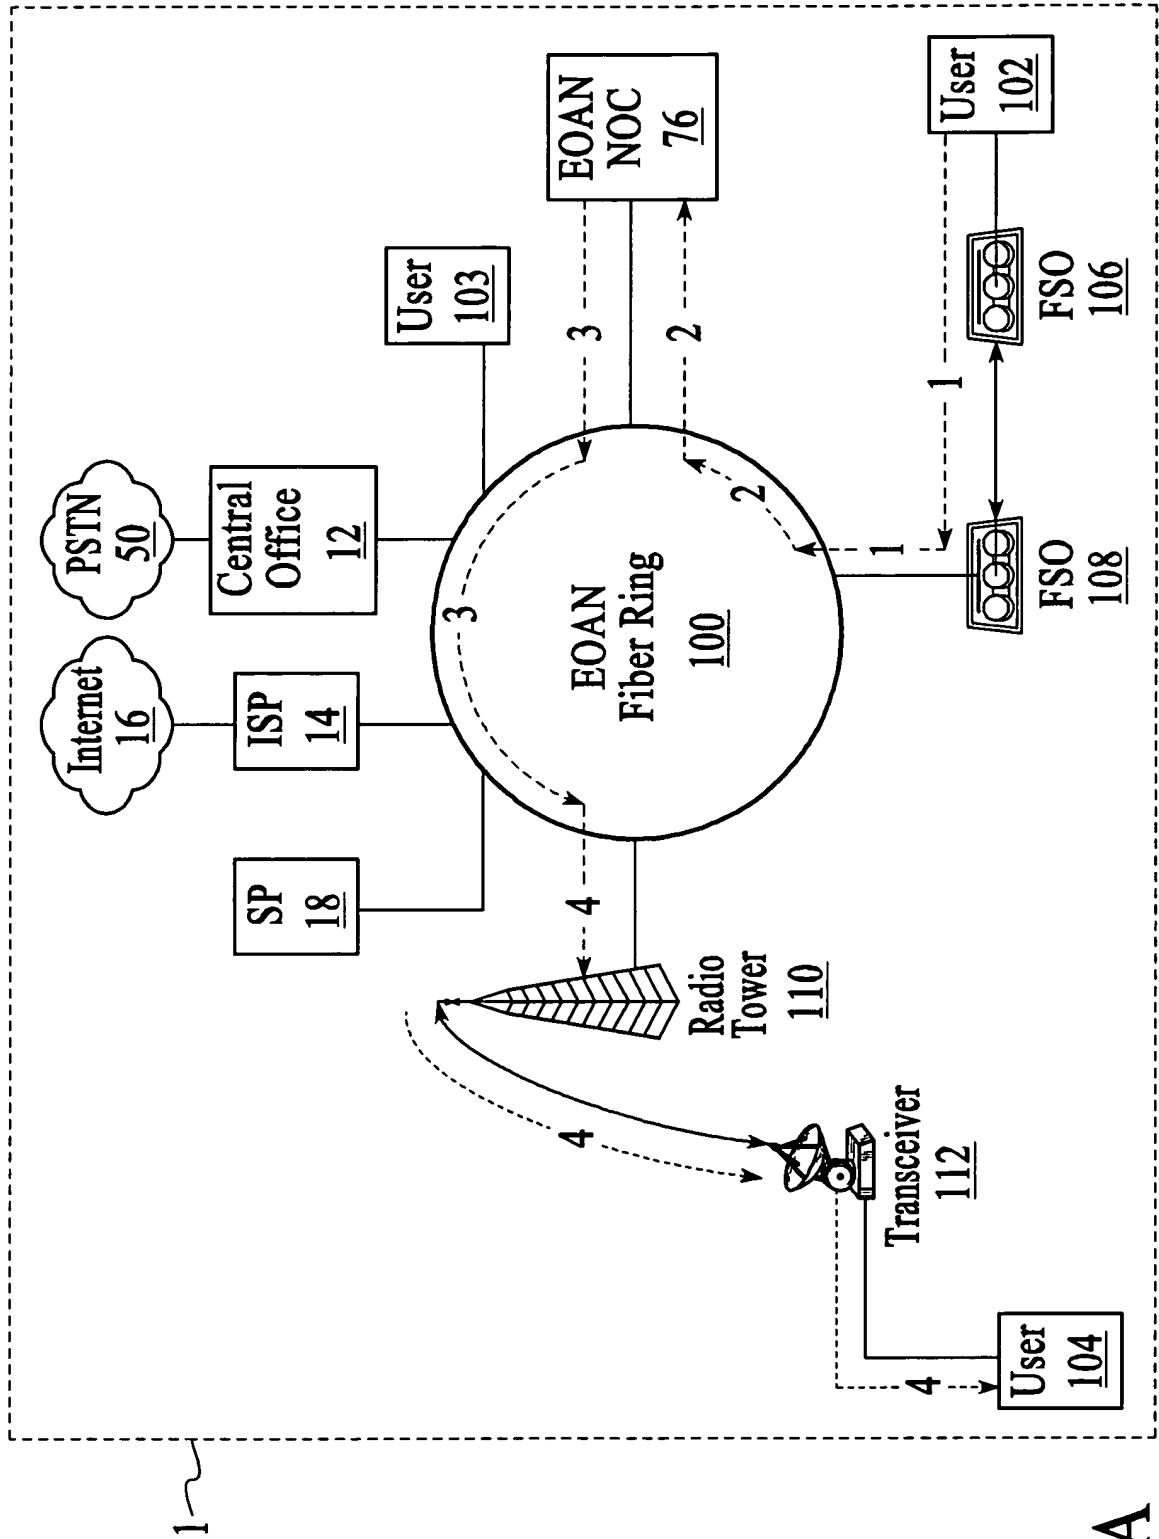 PSTN
50
Internet
16
Central
Office
12
ISP
14
SP
18
User
103
EOAN
NOC
76
3
2
3
2
EOAN
Fiber Ring
100
4
Radio
Tower
110
4
Transceiver
112
4
User
104
1
1
FSO
108
FSO
106
User
102
1
A